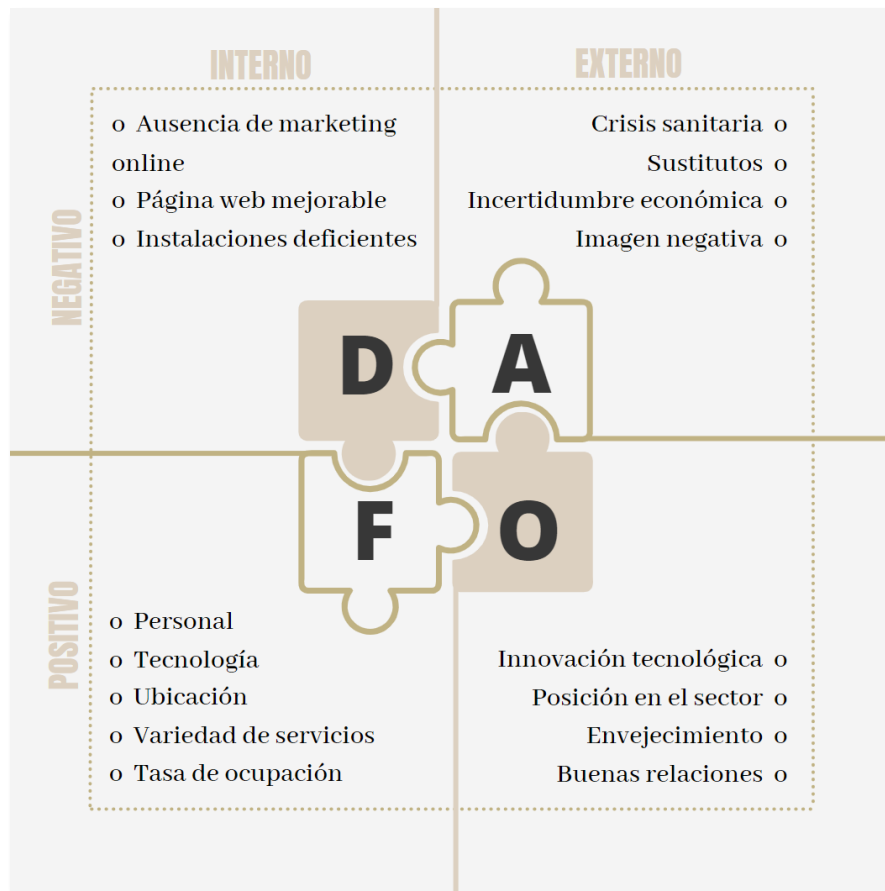 INTERNO
EXTERNO
NEGATIVO
o Ausencia de marketing
online
o Página web mejorable
o Instalaciones deficientes
Crisis sanitaria o
Sustitutos o
Incertidumbre económica o
Imagen negativa o
D
A
F
O
POSITIVO
o Personal
o Tecnología
o Ubicación
o Variedad de servicios
o Tasa de ocupación
Innovación tecnológica o
Posición en el sector o
Envejecimiento o
Buenas relaciones o